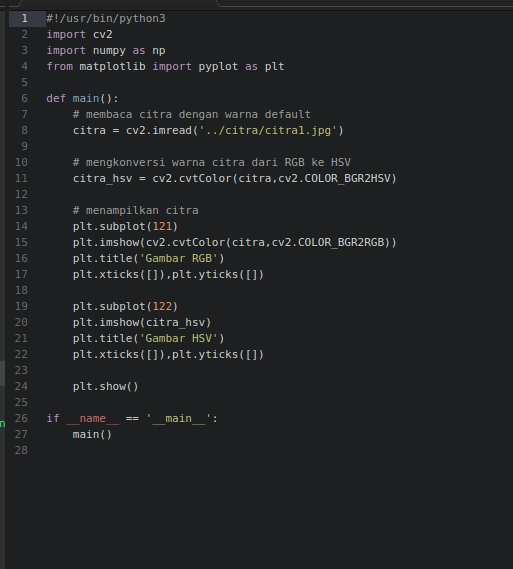 1 #!/usr/bin/python3
2 import cv2
3 import numpy as np
4 from matplotlib import pyplot as plt
5
6 def main():
7     # membaca citra dengan warna default
8     citra = cv2.imread('../citra/citra1.jpg')
9
10     # mengkonversi warna citra dari RGB ke HSV
11     citra_hsv = cv2.cvtColor(citra,cv2.COLOR_BGR2HSV)
12
13     # menampilkan citra
14     plt.subplot(121)
15     plt.imshow(cv2.cvtColor(citra,cv2.COLOR_BGR2RGB))
16     plt.title('Gambar RGB')
17     plt.xticks([]),plt.yticks([])
18
19     plt.subplot(122)
20     plt.imshow(citra_hsv)
21     plt.title('Gambar HSV')
22     plt.xticks([]),plt.yticks([])
23
24     plt.show()
25
26 if __name__ == '__main__':
n
27     main()
28